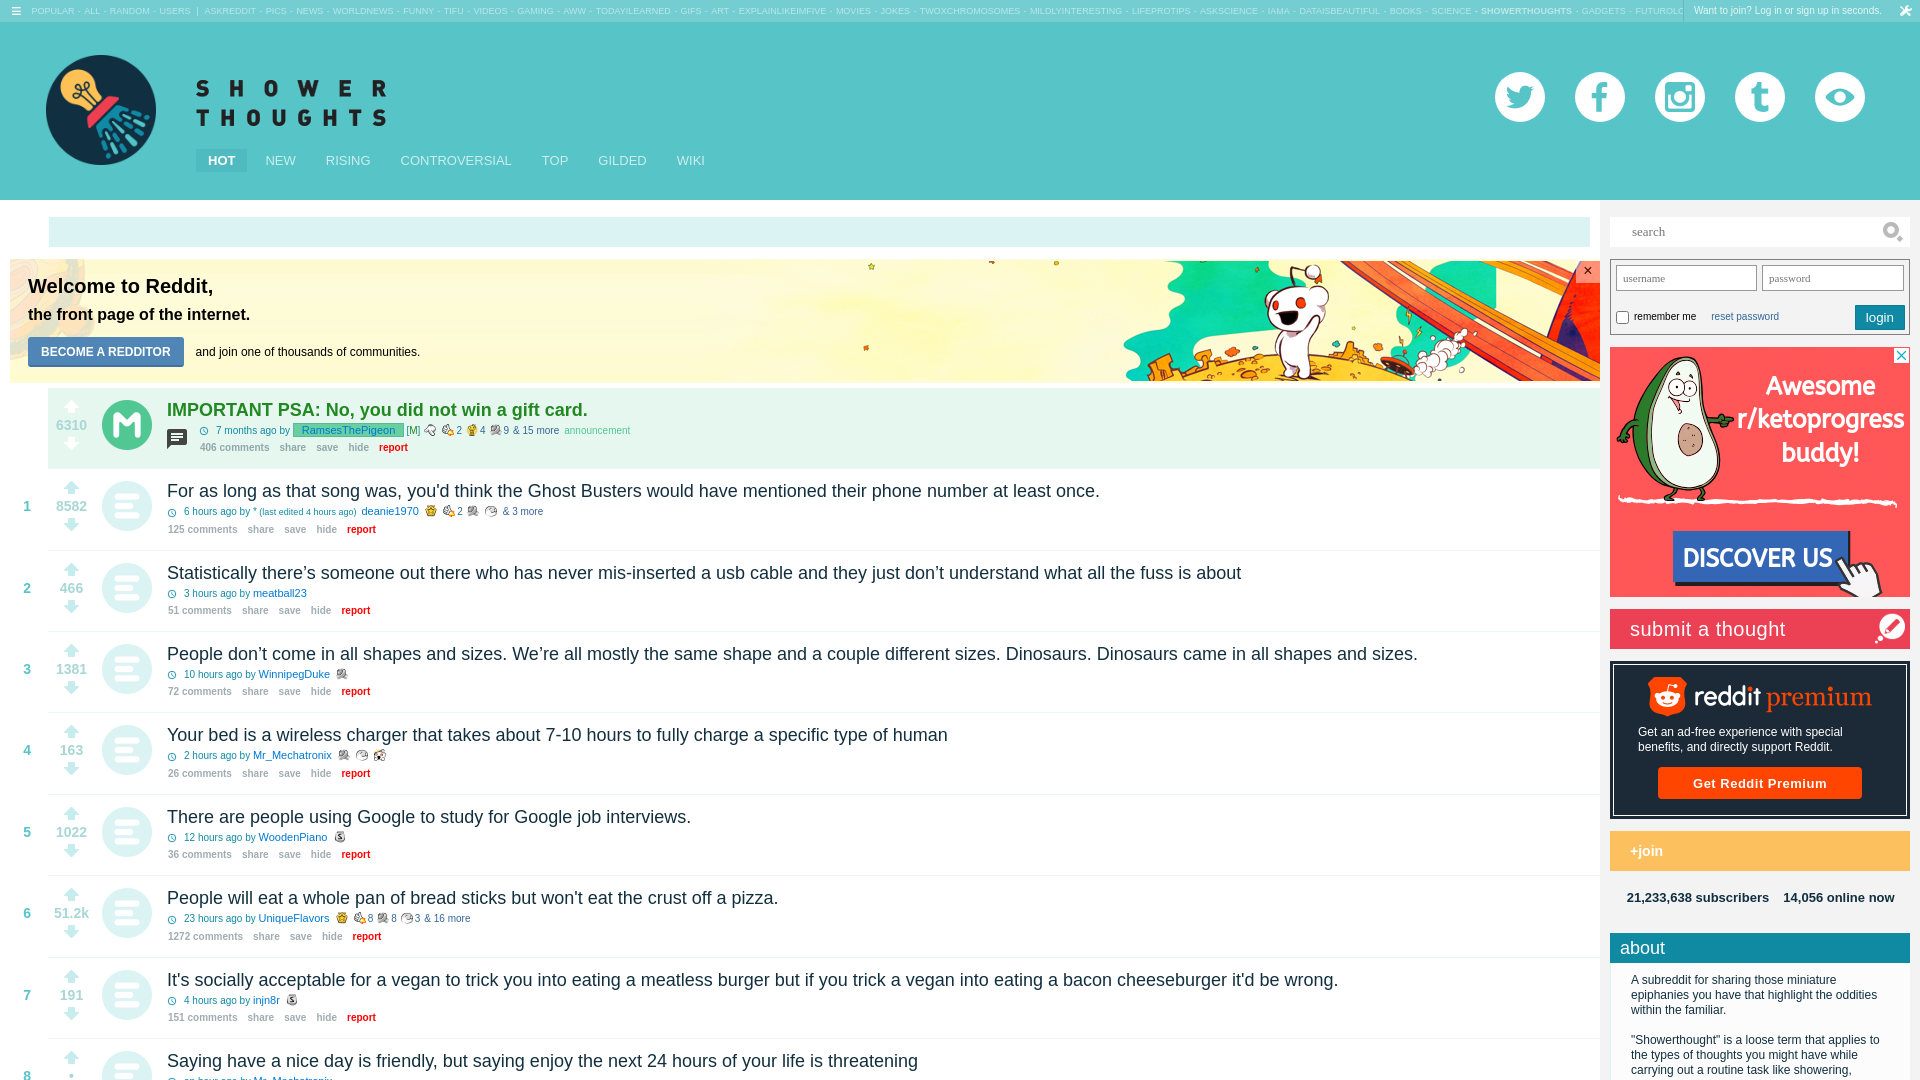 POPULAR - ALL - RANDOM - USERS | ASKREDDIT - PICS - NEWS - WORLDNEWS - FUNNY - TIFU - VIDEOS - GAMING - AWW - TODAYILEARNED - GIFS - ART - EXPLAINLIKEIMFIVE - MOVIES - JOKES - TWOXCHROMOSOMES - MILDLYINTERESTING - LIFEPROTIPS - ASKSCIENCE - IAMA - DATAISBEAUTIFUL - BOOKS - SCIENCE - SHOWERTHOUGHTS - GADGETS - FUTUROLO
Want to join? Log in or sign up in seconds.
SHOWER
THOUGHTS
HOT NEW RISING CONTROVERSIAL TOP GILDED WIKI
search
Welcome to Reddit,
the front page of the internet.
BECOME A REDDITOR and join one of thousands of communities.
×
username password
remember me reset password login
6310
IMPORTANT PSA: No, you did not win a gift card.
7 months ago by RamsesThePigeon [M] 2 4 9 & 15 more announcement
406 comments share save hide report
1
8582
For as long as that song was, you'd think the Ghost Busters would have mentioned their phone number at least once.
6 hours ago by * (last edited 4 hours ago) deanie1970 2 & 3 more
125 comments share save hide report
2
466
Statistically there’s someone out there who has never mis-inserted a usb cable and they just don’t understand what all the fuss is about
3 hours ago by meatball23
51 comments share save hide report
3
1381
People don’t come in all shapes and sizes. We’re all mostly the same shape and a couple different sizes. Dinosaurs. Dinosaurs came in all shapes and sizes.
10 hours ago by WinnipegDuke
72 comments share save hide report
4
163
Your bed is a wireless charger that takes about 7-10 hours to fully charge a specific type of human
2 hours ago by Mr_Mechatronix
26 comments share save hide report
5
1022
There are people using Google to study for Google job interviews.
12 hours ago by WoodenPiano
36 comments share save hide report
6
51.2k
People will eat a whole pan of bread sticks but won't eat the crust off a pizza.
23 hours ago by UniqueFlavors 8 8 3 & 16 more
1272 comments share save hide report
7
191
It's socially acceptable for a vegan to trick you into eating a meatless burger but if you trick a vegan into eating a bacon cheeseburger it'd be wrong.
4 hours ago by injn8r
151 comments share save hide report
8
•
Saying have a nice day is friendly, but saying enjoy the next 24 hours of your life is threatening
an hour ago by Mr_Mechatronix
Awesome
r/ketoprogress
buddy!
DISCOVER US
submit a thought
reddit premium
Get an ad-free experience with special
benefits, and directly support Reddit.
Get Reddit Premium
+join
21,233,638 subscribers 14,056 online now
about
A subreddit for sharing those miniature
epiphanies you have that highlight the oddities
within the familiar.
"Showerthought" is a loose term that applies to
the types of thoughts you might have while
carrying out a routine task like showering,